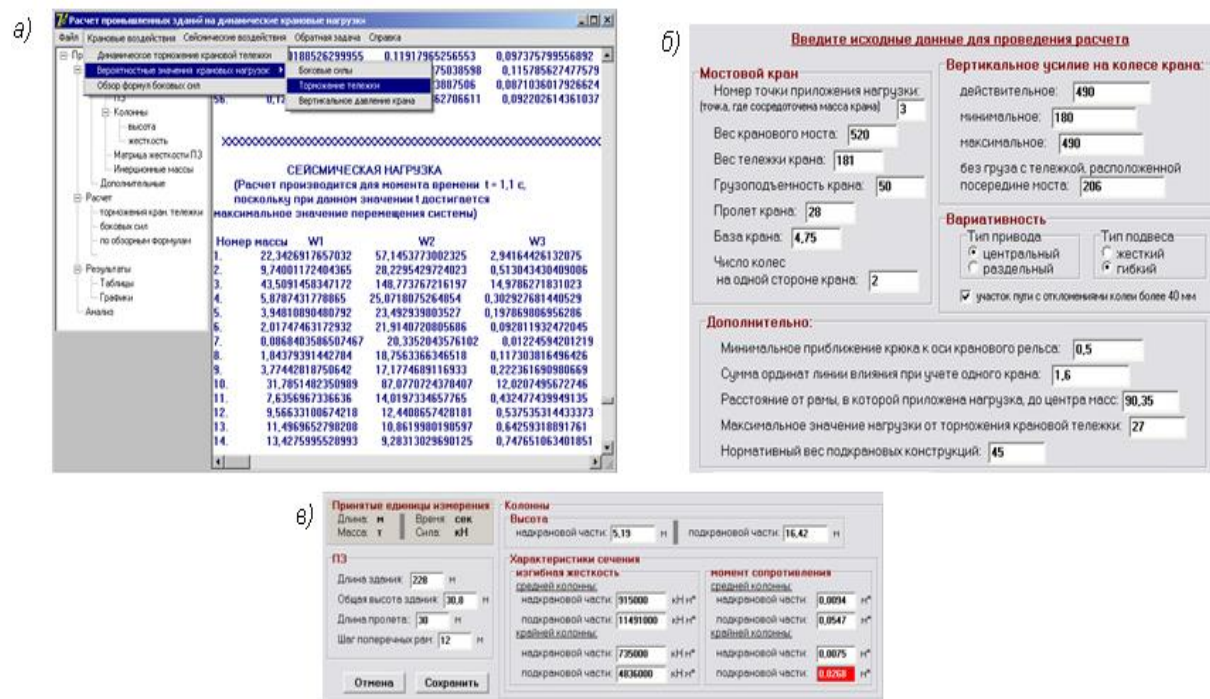 а)
Расчет промышленных зданий на динамические крановые нагрузки
Файл Крановые воздействия Сейсмические воздействия Обратная задача Справка
Динамическое торможение крановой тележки
Вероятностные значения крановых нагрузок
Обзор формул боковых сил
Боковые силы
Торможение тележки
Вертикальное давление крана
0,11917965256553 0,097375799556892
0,115785627477579
0,0871036017926624
56. 0,092202614361037
ПЗ
Колонны
высота
жесткость
Матрица жесткости ПЗ
Инерционные массы
Дополнительные
Расчет
торможения кран. тележки
боковых сил
по обзорным формулам
Результаты
Таблицы
Графики
Анализ
СЕЙСМИЧЕСКАЯ НАГРУЗКА
(Расчет производится для момента времени t = 1,1 с,
поскольку при данном значении t достигается
максимальное значение перемещения системы)
Номер массы W1 W2 W3
1. 22,3426917657032 57,1453773002325 2,94164426132075
2. 9,74001172404365 28,2295429724023 0,513043430409006
3. 43,5091458347172 148,773767216197 14,9786271831023
4. 5,8787431778865 25,0718075264854 0,302927681440529
5. 3,94810890480792 23,492939803527 0,197869806956286
6. 2,01747463172932 21,9140720805686 0,092811932472045
7. 0,0868403586507467 20,3352043576102 0,01224594201219
8. 1,84379391442784 18,7563366346518 0,117303816496426
9. 3,77442818750642 17,1774689116933 0,222361690980669
10. 31,7851482350989 87,0770724378407 12,0207495672746
11. 7,6356967336636 14,0197334657765 0,432477439949135
12. 9,56633100674218 12,4408657428181 0,537535314433373
13. 11,4969652798208 10,8619980198597 0,64259318891761
14. 13,4275995528993 9,28313029690125 0,747651063401851
б)
Введите исходные данные для проведения расчета
Мостовой кран
Номер точки приложения нагрузки:
(точка, где сосредоточена масса крана) 3
Вес кранового моста: 520
Вес тележки крана: 181
Грузоподъемность крана: 50
Пролет крана: 28
База крана: 4,75
Число колес
на одной стороне крана: 2
Вертикальное усилие на колесе крана:
действительное: 490
минимальное: 180
максимальное: 490
без груза с тележкой, расположенной
посередине моста: 206
Вариативность
Тип привода
центральный
раздельный
Тип подвеса
жесткий
гибкий
участок пути с отклонениями колеи более 40 мм
Дополнительно:
Минимальное приближение крюка к оси кранового рельса: 0,5
Сумма ординат линии влияния при учете одного крана: 1,6
Расстояние от рамы, в которой приложена нагрузка, до центра масс: 90,35
Максимальное значение нагрузки от торможения крановой тележки: 27
Нормативный вес подкрановых конструкций: 45
в)
Принятые единицы измерения
Длина: м Время: сек
Масса: т Сила: кН
ПЗ
Длина здания: 228 м
Общая высота здания: 30,8 м
Длина пролета: 30 м
Шаг поперечных рам: 12 м
Отмена Сохранить
Колонны
Высота
надкрановой части: 5,19 м подкрановой части: 16,42 м
Характеристики сечения
изгибная жесткость
средней колонны:
надкрановой части: 915000
подкрановой части: 11491000
крайней колонны:
надкрановой части: 735000
подкрановой части: 4836000
момент сопротивления
средней колонны:
надкрановой части: 0,0094
подкрановой части: 0,0547
крайней колонны:
надкрановой части: 0,0075
подкрановой части: 0,0268